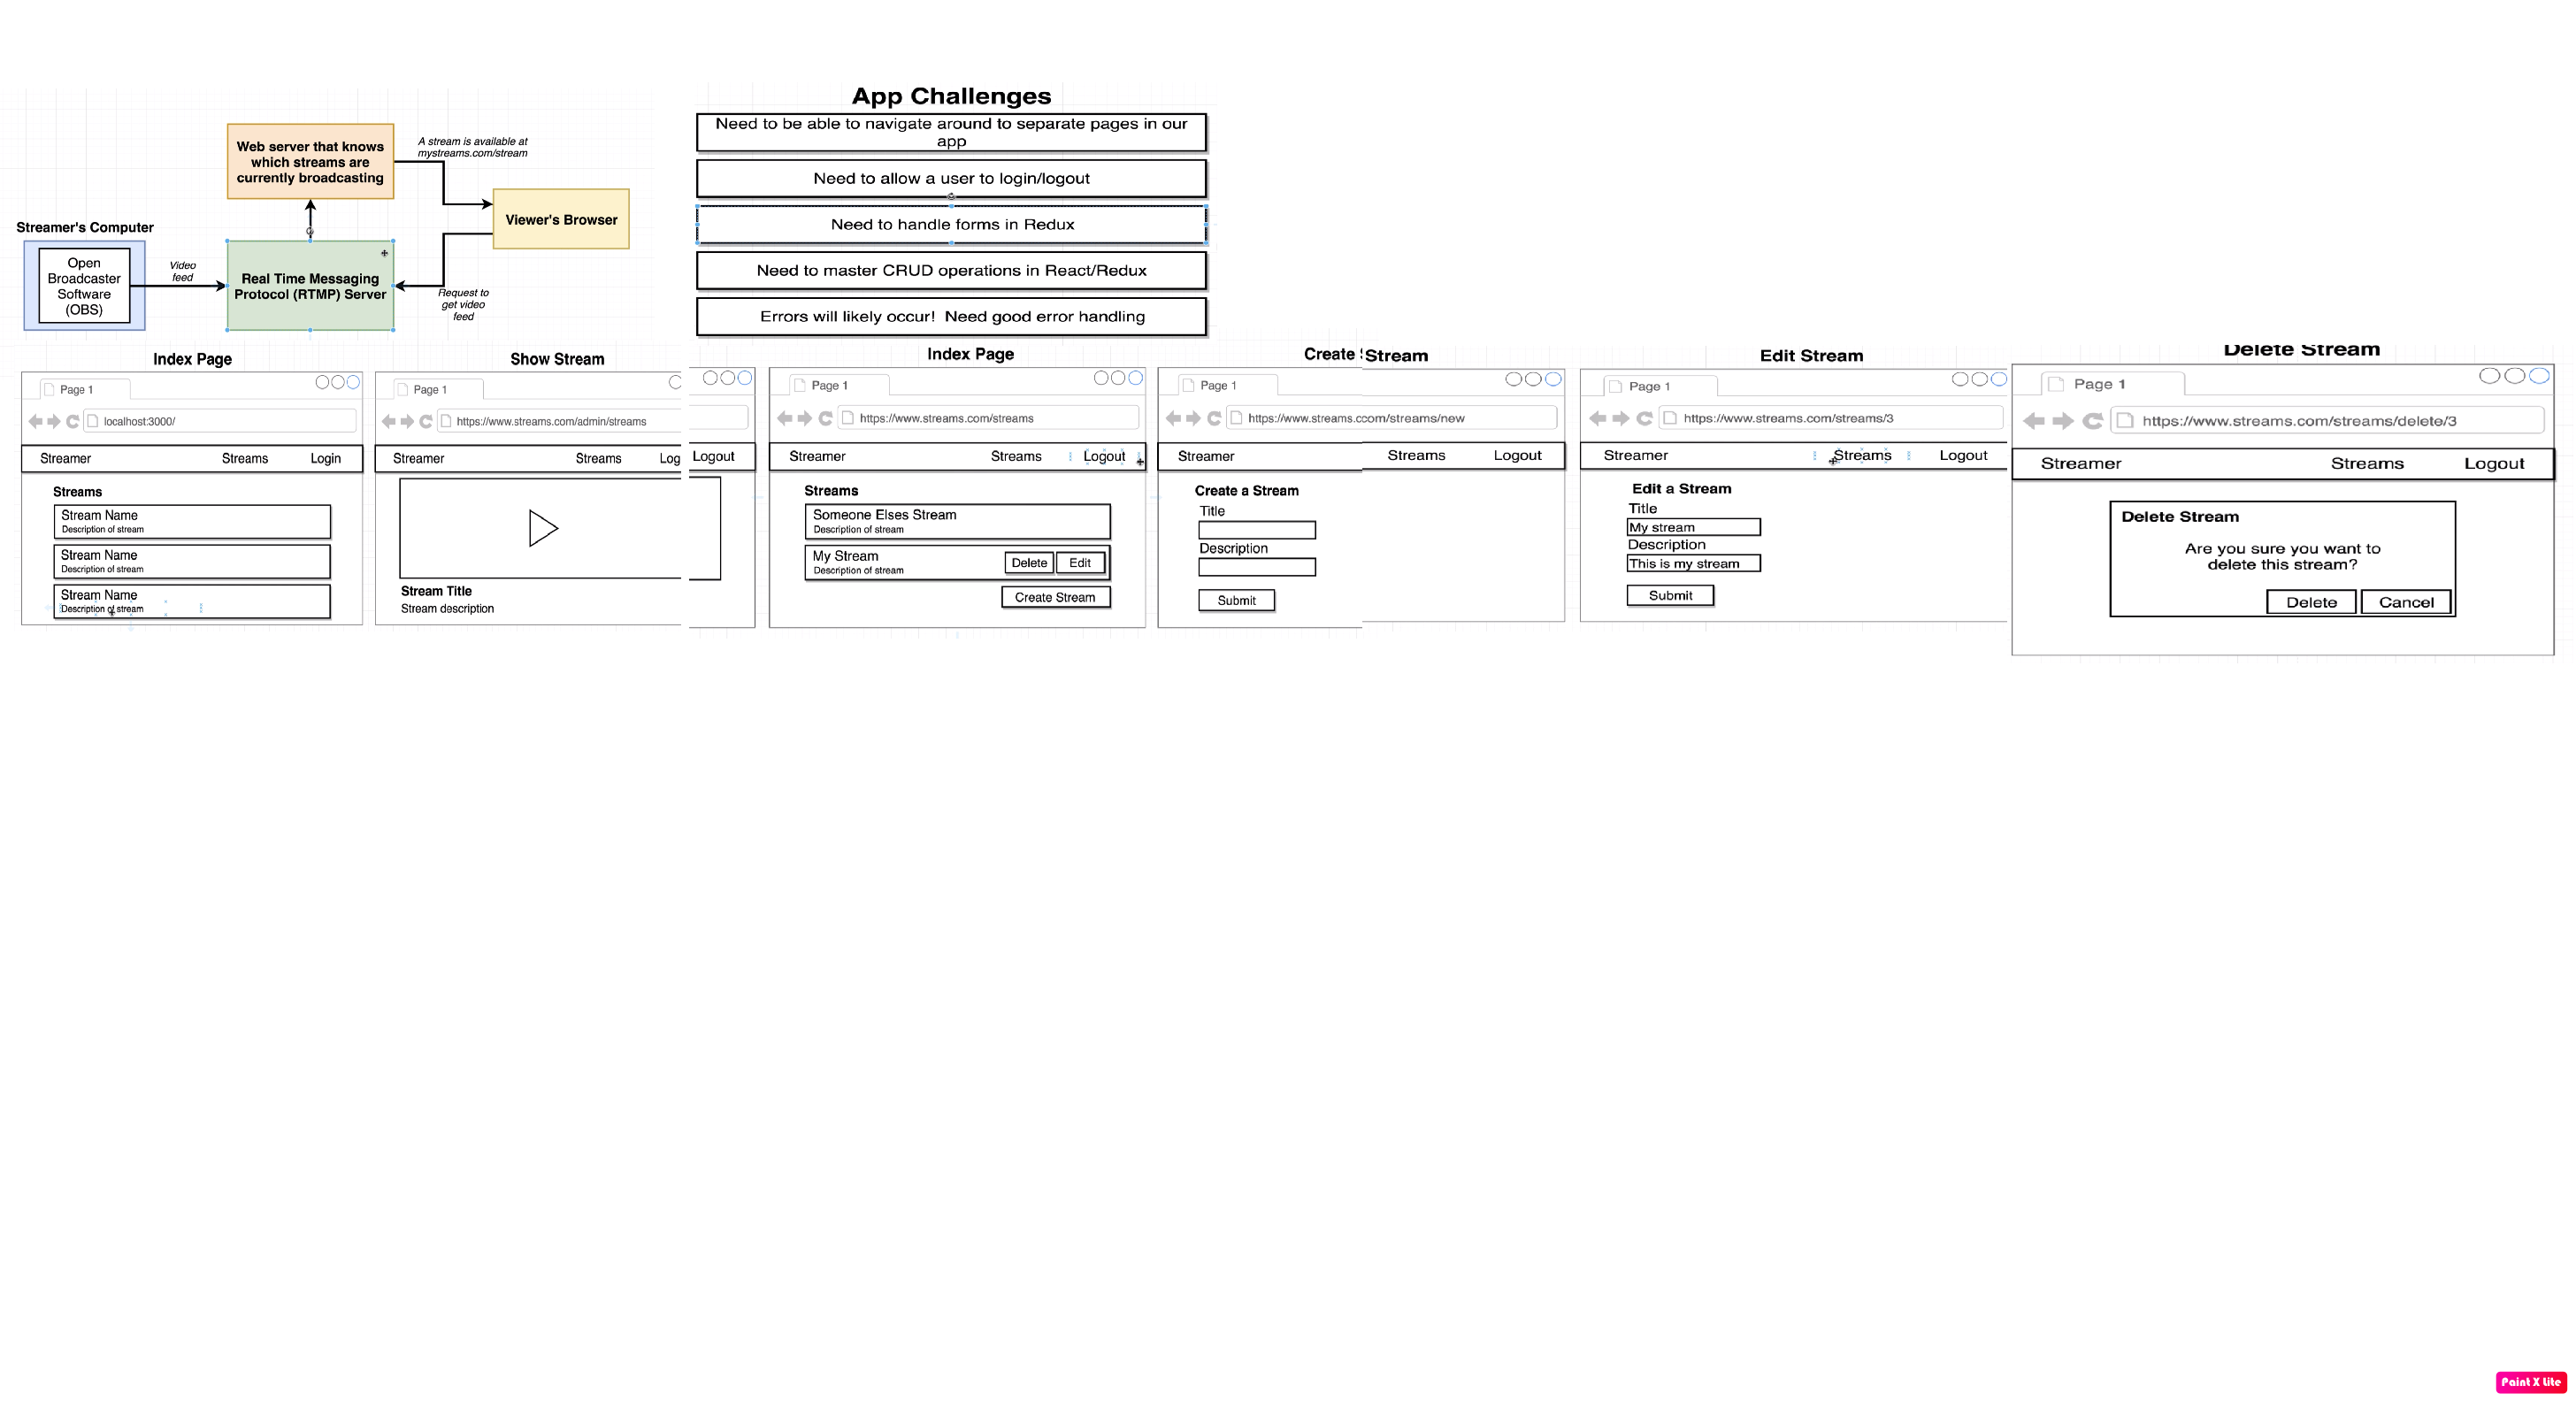 Web server that knows
which streams are
currently broadcasting
A stream is available at
mystreams.com/stream
Viewer's Browser
Streamer's Computer
Open
Broadcaster
Software
(OBS)
Video
feed
Real Time Messaging
Protocol (RTMP) Server
Request to
get video
feed
App Challenges
Need to be able to navigate around to separate pages in our
app
Need to allow a user to login/logout
Need to handle forms in Redux
Need to master CRUD operations in React/Redux
Errors will likely occur!  Need good error handling
Index Page
Page 1
localhost:3000/
Streamer Streams Login
Streams
Stream Name
Description of stream
Stream Name
Description of stream
Stream Name
Description of stream
Show Stream
Page 1
https://www.streams.com/admin/streams
Streamer Streams Log Logout
Stream Title
Stream description
Index Page
Page 1
https://www.streams.com/streams
Streamer Streams Logout
Streams
Someone Elses Stream
Description of stream
My Stream
Description of stream
Delete Edit
Create Stream
Create Stream
Page 1
https://www.streams.ccom/streams/new
Streamer Streams Logout
Create a Stream
Title
Description
Submit
Edit Stream
Page 1
https://www.streams.com/streams/3
Streamer Streams Logout
Edit a Stream
Title
My stream
Description
This is my stream
Submit
Delete Stream
Page 1
https://www.streams.com/streams/delete/3
Streamer Streams Logout
Delete Stream
Are you sure you want to
delete this stream?
Delete Cancel
Paint X Lite